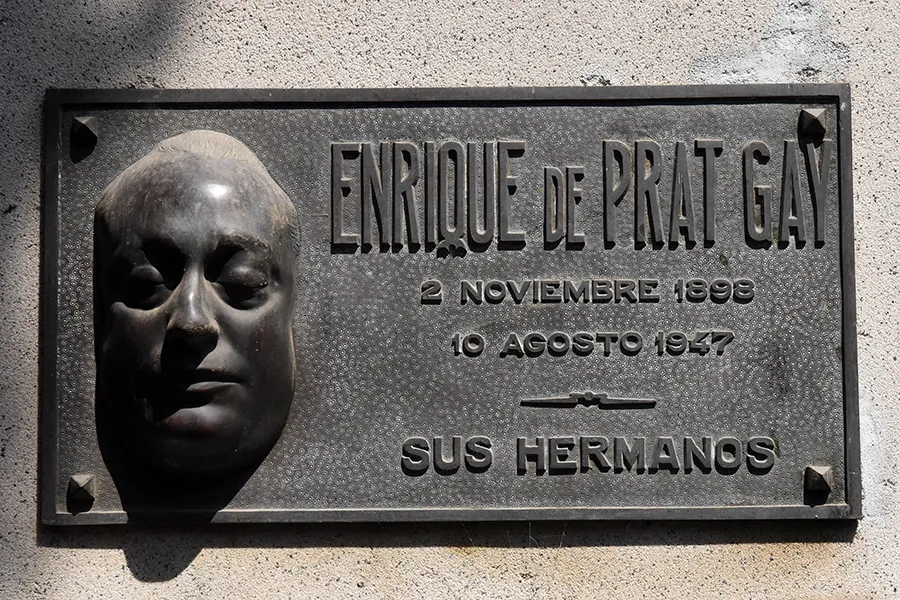 ENRIQUE DE PRAT GAY
2 NOVIEMBRE 1898
10 AGOSTO 1947
SUS HERMANOS